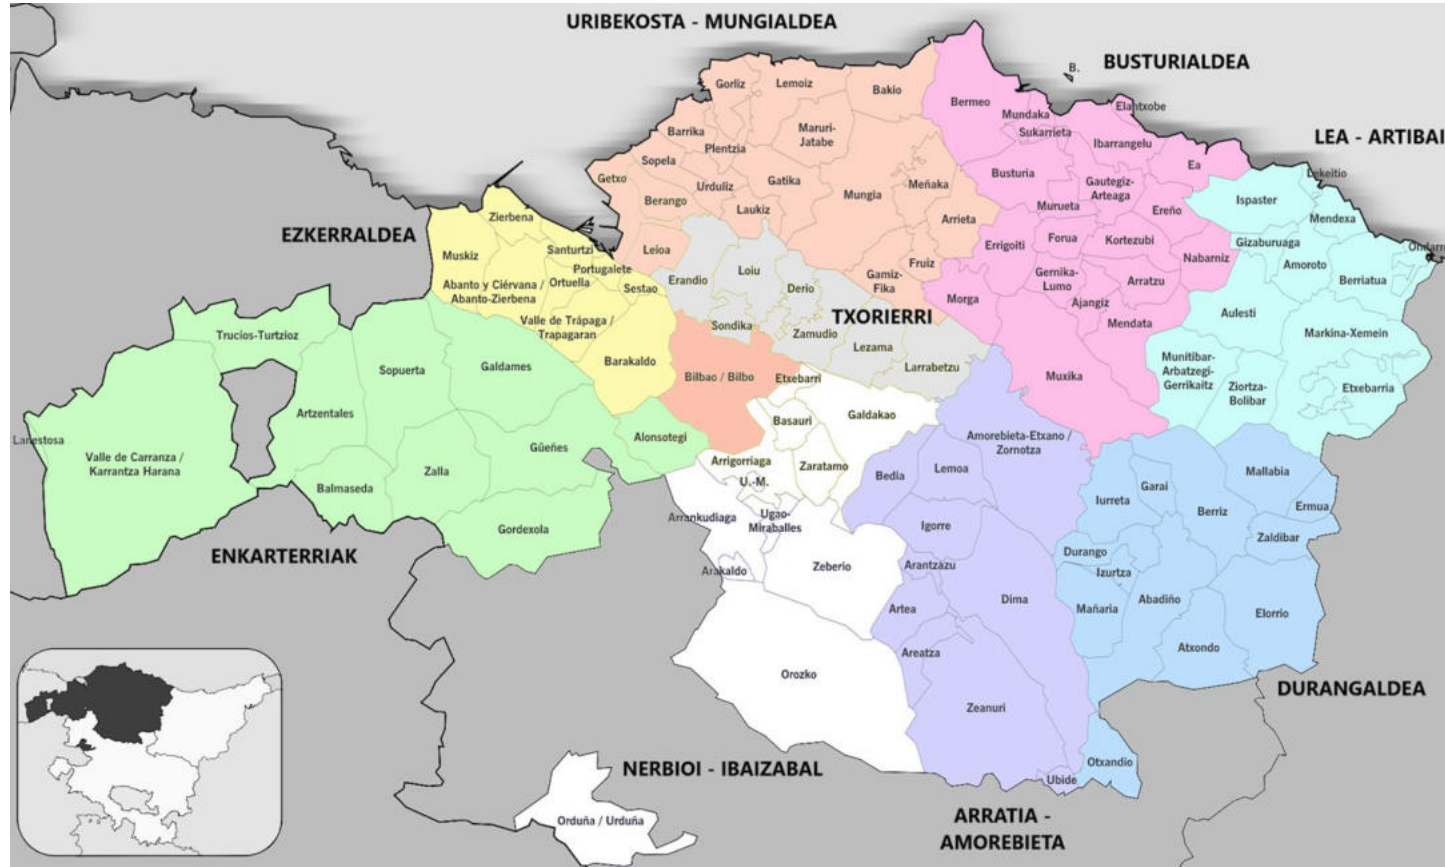 URIBEKOSTA - MUNGIALDEA
BUSTURIALDEA
B.
LEA - ARTIBAI
EZKERRALDEA
TXORIERRI
ENKARTERRIAK
NERBIOI - IBAIZABAL
ARRATIA -
AMOREBIETA
DURANGALDEA
Gorliz
Lemoiz
Bakio
Barrika
Plentzia
Maruri-
Jatabe
Sopela
Getxo
Urduliz
Gatika
Mungia
Meñaka
Berango
Laukiz
Arrieta
Leioa
Gamiz-
Fika
Fruiz
Bermeo
Mundaka
Elantxobe
Sukarrieta
Ibarrangelu
Ea
Busturia
Gautegiz-
Arteaga
Murueta
Ereño
Errigoiti
Forua
Kortezubi
Nabarniz
Gernika-
Lumo
Arratzu
Morga
Ajangiz
Mendata
Muxika
Lekeitio
Ispaster
Mendexa
Gizaburuaga
Amoroto
Berriatua
Aulesti
Markina-Xemein
Munitibar-
Arbatzegi-
Gerrikaitz
Ziortza-
Bolibar
Etxebarria
Zierbena
Muskiz
Santurtzi
Portugalete
Abanto y Ciérvana /
Abanto-Zierbena
Ortuella
Sestao
Valle de Trápaga /
Trapagaran
Barakaldo
Erandio
Loiu
Derio
Sondika
Zamudio
Lezama
Larrabetzu
Bilbao / Bilbo
Etxebarri
Trucíos-Turtzioz
Sopuerta
Galdames
Artzentales
Lanestosa
Valle de Carranza /
Karrantza Harana
Balmaseda
Zalla
Güeñes
Alonsotegi
Gordexola
Basauri
Galdakao
Arrigorriaga
Zaratamo
U.-M.
Arrankudiaga
Ugao-
Miraballes
Arakaldo
Zeberio
Orozko
Orduña / Urduña
Amorebieta-Etxano /
Zornotza
Bedia
Lemoa
Igorre
Arantzazu
Dima
Artea
Areatza
Zeanuri
Ubide
Mallabia
Garai
Iurreta
Berriz
Ermua
Zaldibar
Durango
Izurtza
Mañaria
Abadiño
Elorrio
Atxondo
Otxandio